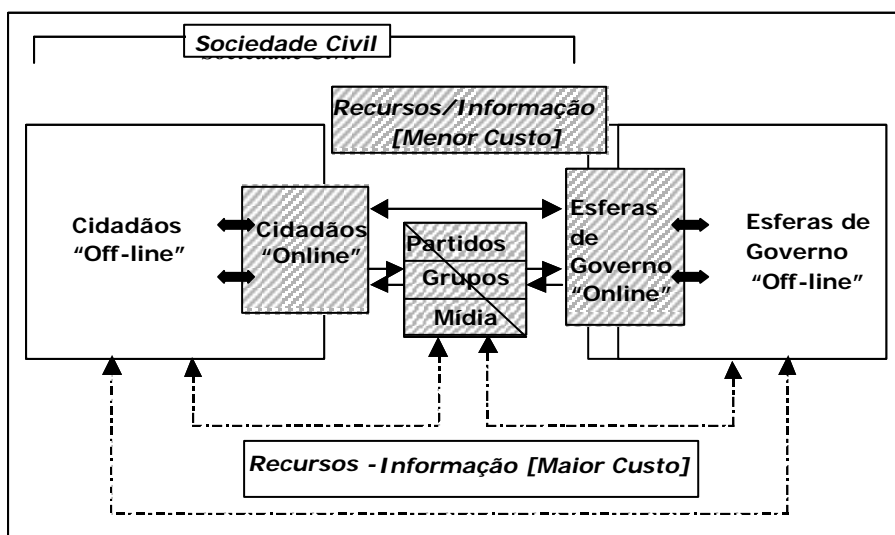 Sociedade Civil
Recursos/Informação
[Menor Custo]
Cidadãos
“Off-line”
Cidadãos
“Online”
Partidos
Grupos
Mídia
Esferas
de
Governo
“Online”
Esferas de
Governo
“Off-line”
Recursos -Informação [Maior Custo]